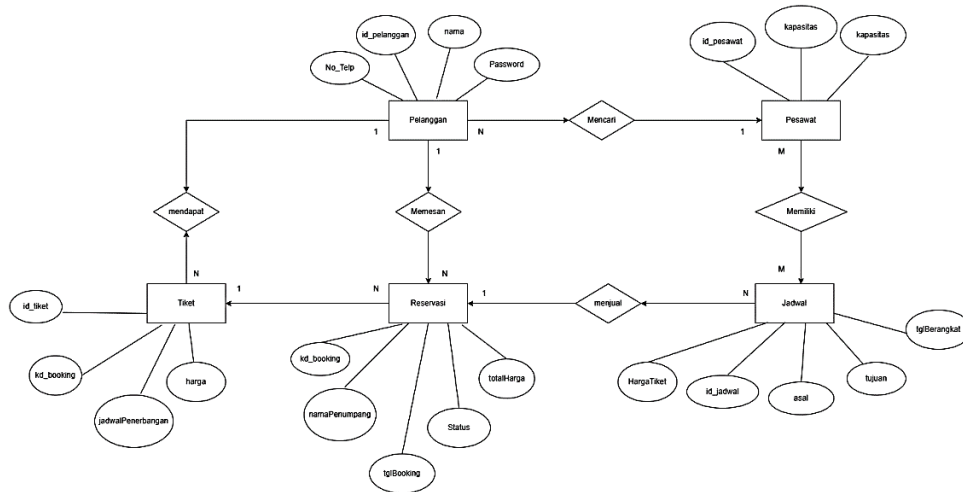 id_pelanggan
nama
No_Telp
Password
id_pesawat
kapasitas
kapasitas
Pelanggan
Mencari
Pesawat
1
N
1
1
M
mendapat
Memesan
Memiliki
N
N
M
id_tiket
Tiket
1
N
Reservasi
1
menjual
N
Jadwal
tglBerangkat
kd_booking
harga
jadwalPenerbangan
kd_booking
namaPenumpang
tglBooking
Status
totalHarga
HargaTiket
id_jadwal
asal
tujuan